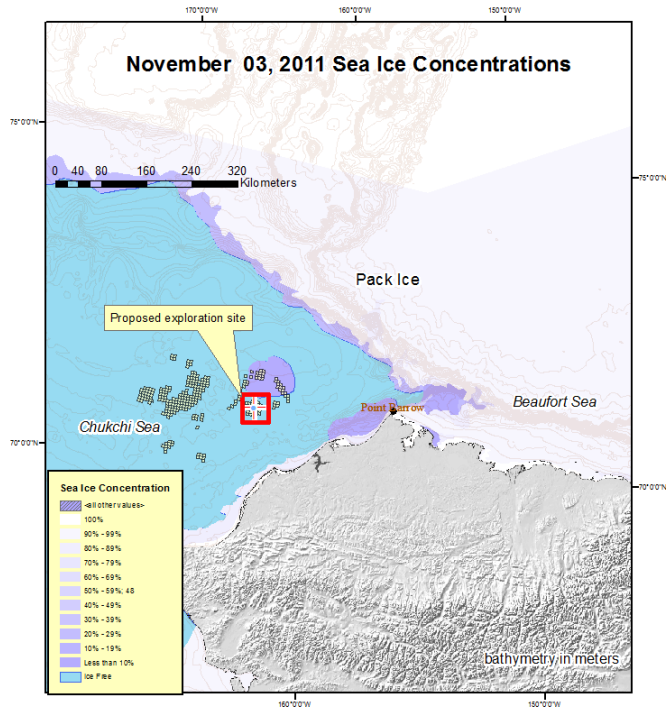 170°0'0"W 160°0'0"W 150°0'0"W
November 03, 2011 Sea Ice Concentrations
75°0'0"N
75°0'0"N
0 40 80 160 240 320
Kilometers
Pack Ice
Proposed exploration site
Point Barrow
Beaufort Sea
Chukchi Sea
70°0'0"N
70°0'0"N
Sea Ice Concentration
<all other values>
100%
90% - 99%
80% - 89%
70% - 79%
60% - 69%
50% - 59%; 48
40% - 49%
30% - 39%
20% - 29%
10% - 19%
Less than 10%
Ice Free
bathymetry in meters
160°0'0"W 150°0'0"W